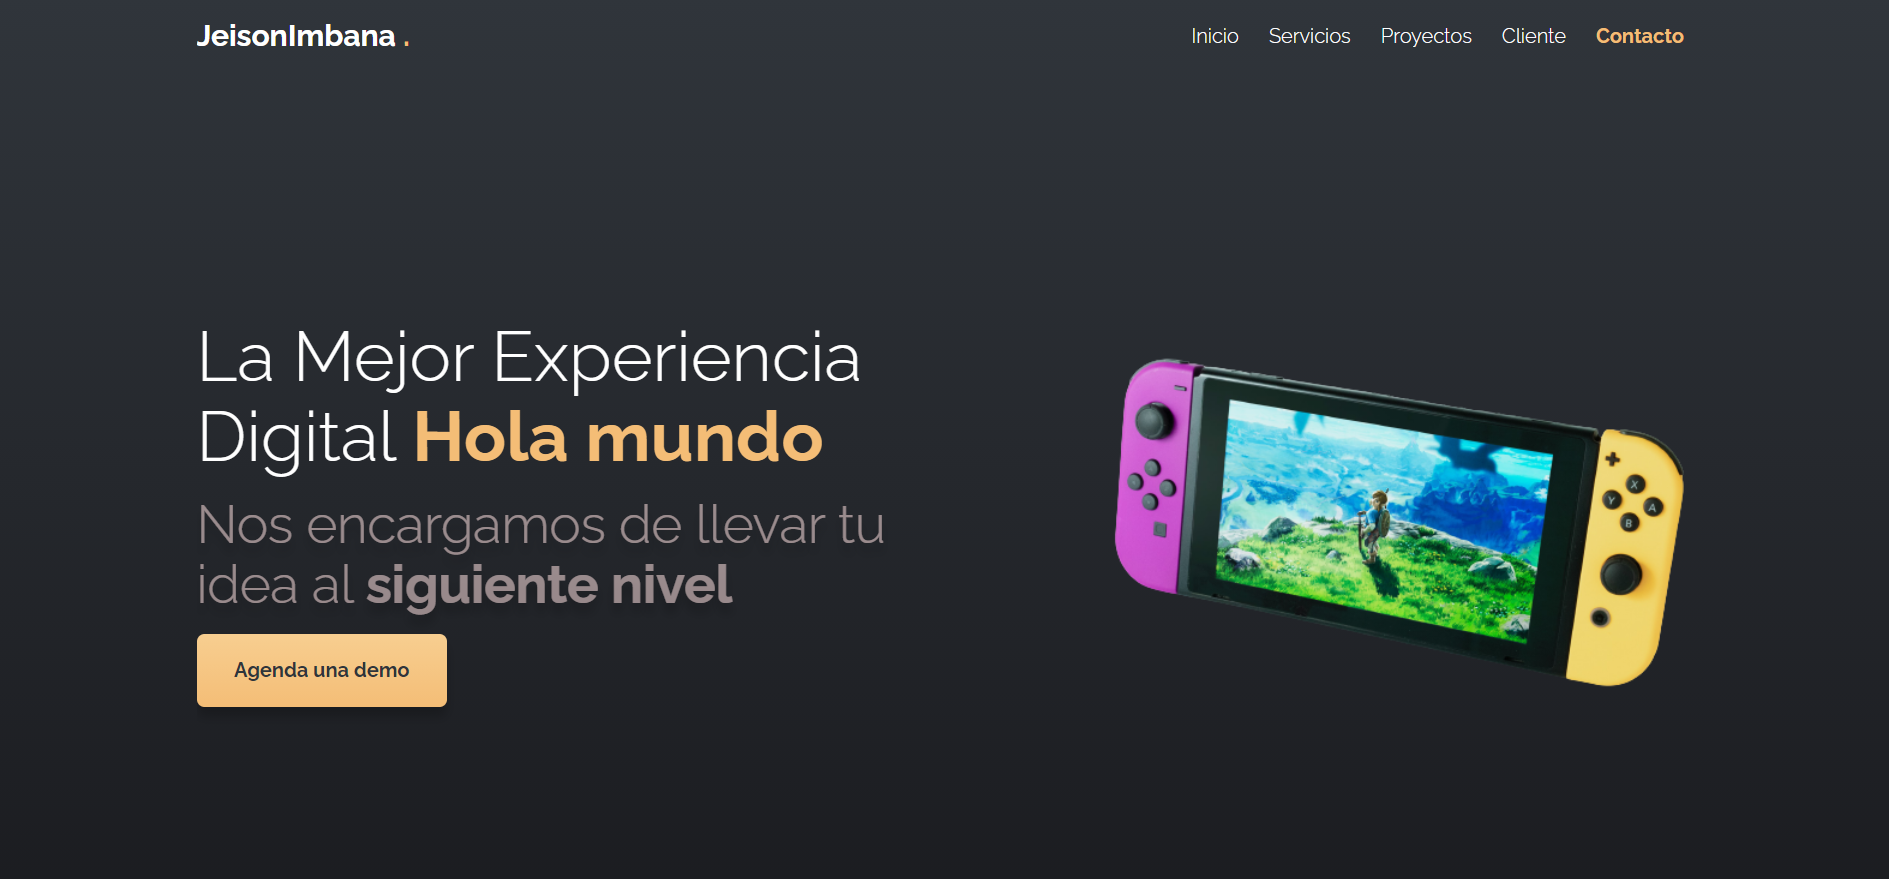 JeisonImbana .
Inicio Servicios Proyectos Cliente Contacto
La Mejor Experiencia
Digital Hola mundo
Nos encargamos de llevar tu
idea al siguiente nivel
Agenda una demo
X
Y A
B